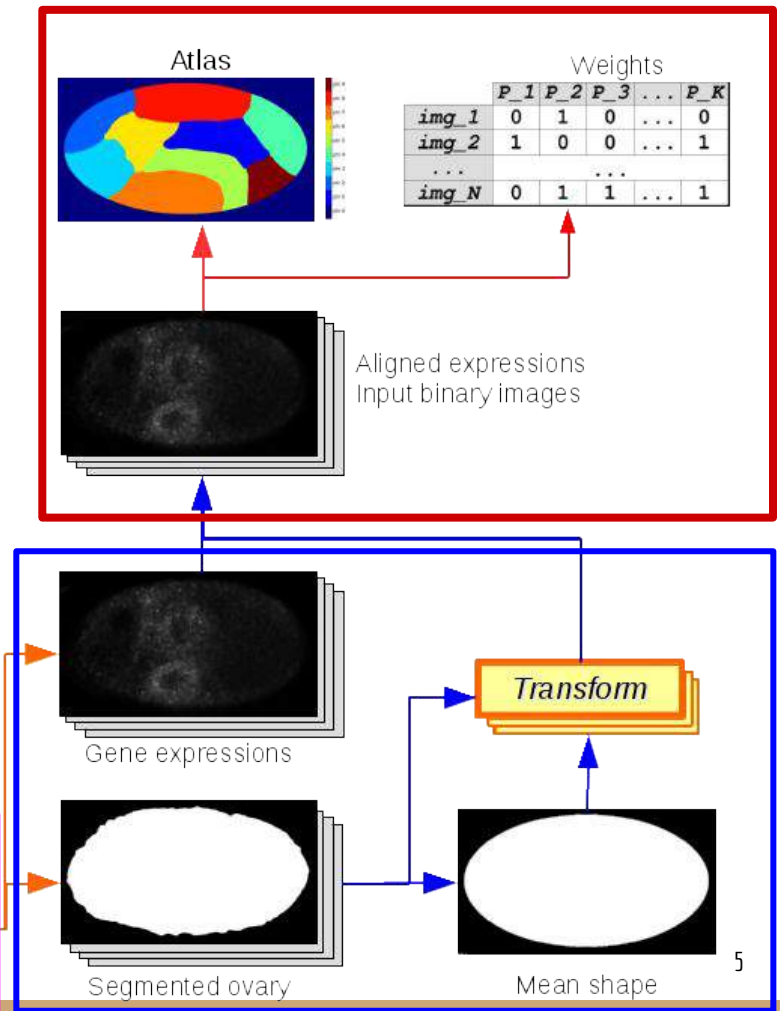 Atlas
Weights
P_1 P_2 P_3 ... P_K
img_1 0 1 0 ... 0
img_2 1 0 0 ... 1
... ...
img_N 0 1 1 ... 1
Aligned expressions
Input binary images
Gene expressions
Transform
Segmented ovary
Mean shape
5